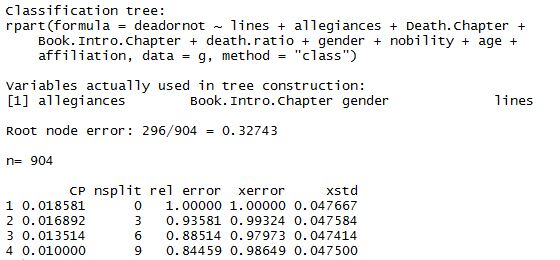 Classification tree:
rpart(formula = deadornot ~ lines + allegiances + Death.Chapter +
    Book.Intro.Chapter + death.ratio + gender + nobility + age +
    affiliation, data = g, method = "class")
Variables actually used in tree construction:
[1] allegiances        Book.Intro.Chapter gender             lines
Root node error: 296/904 = 0.32743
n= 904
        CP nsplit rel error  xerror     xstd
1 0.018581      0   1.00000 1.00000 0.047667
2 0.016892      3   0.93581 0.99324 0.047584
3 0.013514      6   0.88514 0.97973 0.047414
4 0.010000      9   0.84459 0.98649 0.047500